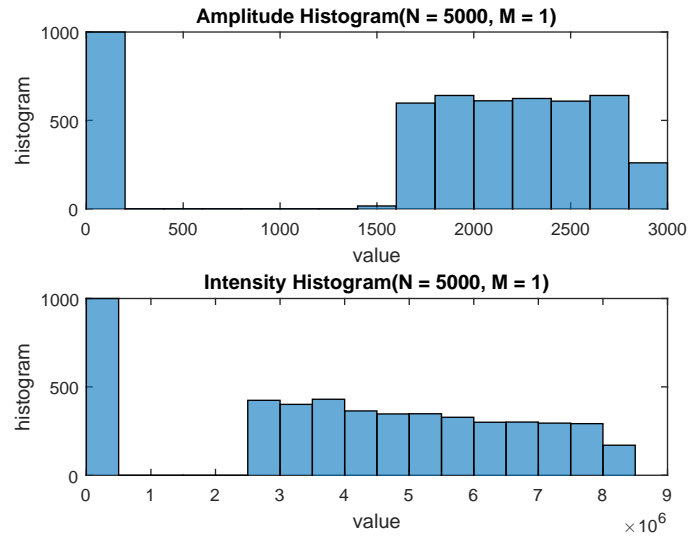 Amplitude Histogram(N = 5000, M = 1)
1000
500
0
histogram
0 500 1000 1500 2000 2500 3000
value
Intensity Histogram(N = 5000, M = 1)
1000
500
0
histogram
0 1 2 3 4 5 6 7 8 9
×10^6
value